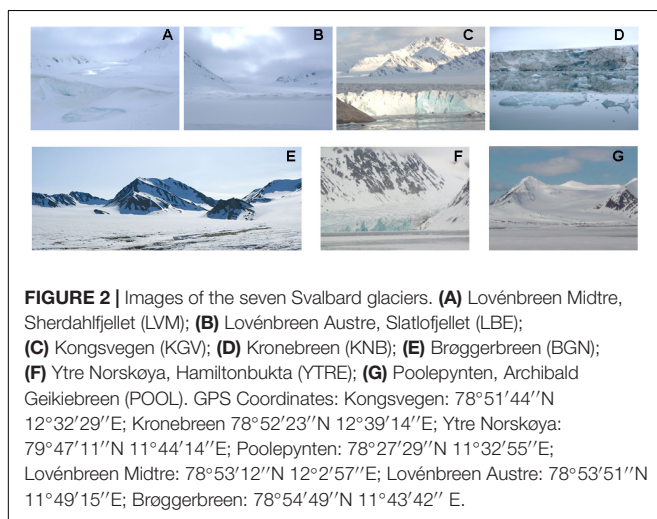 A
B
C
D
E
F
G
FIGURE 2 | Images of the seven Svalbard glaciers. (A) Lovénbreen Midtre,
Sherdahlfjellet (LVM); (B) Lovénbreen Austre, Slatlofjellet (LBE);
(C) Kongsvegen (KGV); (D) Kronebreen (KNB); (E) Brøggerbreen (BGN);
(F) Ytre Norskøya, Hamiltonbukta (YTRE); (G) Poolepynten, Archibald
Geikiebreen (POOL). GPS Coordinates: Kongsvegen: 78°51′44′′N
12°32′29′′E; Kronebreen 78°52′23′′N 12°39′14′′E; Ytre Norskøya:
79°47′11′′N 11°44′14′′E; Poolepynten: 78°27′29′′N 11°32′55′′E;
Lovénbreen Midtre: 78°53′12′′N 12°2′57′′E; Lovénbreen Austre: 78°53′51′′N
11°49′15′′E; Brøggerbreen: 78°54′49′′N 11°43′42′′ E.